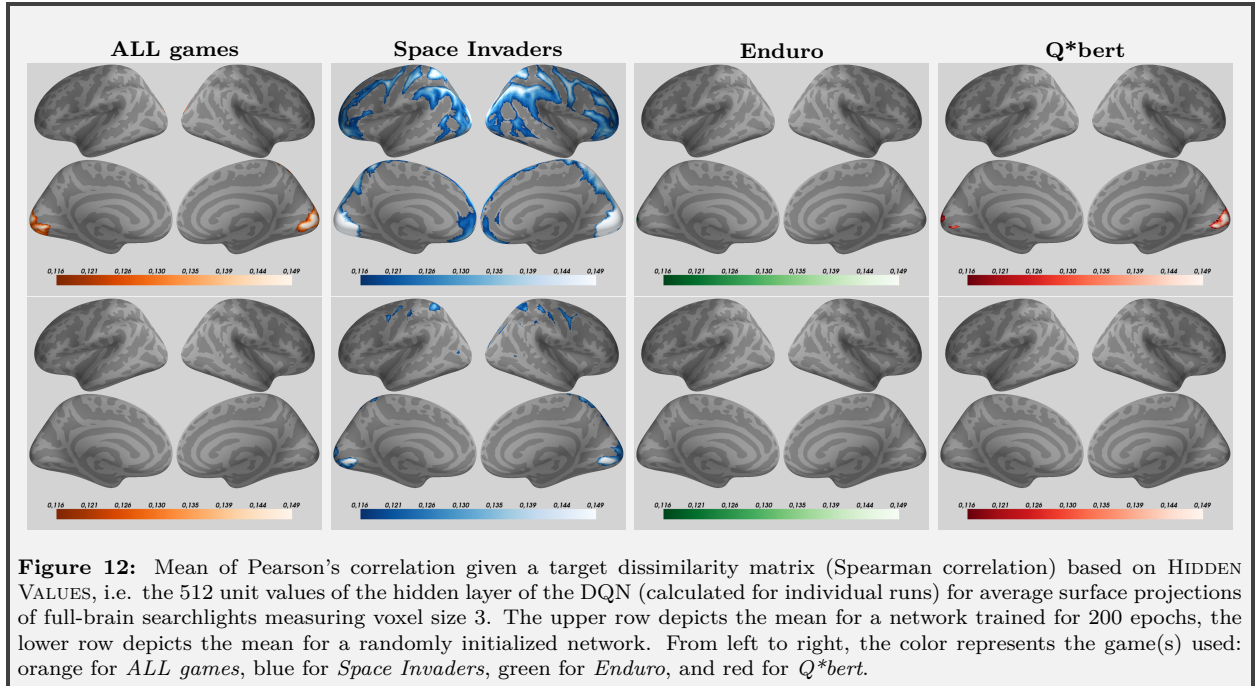 ALL games
Space Invaders
Enduro
Q*bert
0,116 0,121 0,126 0,130 0,135 0,139 0,144 0,149
0,116 0,121 0,126 0,130 0,135 0,139 0,144 0,149
0,116 0,121 0,126 0,130 0,135 0,139 0,144 0,149
0,116 0,121 0,126 0,130 0,135 0,139 0,144 0,149
0,116 0,121 0,126 0,130 0,135 0,139 0,144 0,149
0,116 0,121 0,126 0,130 0,135 0,139 0,144 0,149
0,116 0,121 0,126 0,130 0,135 0,139 0,144 0,149
0,116 0,121 0,126 0,130 0,135 0,139 0,144 0,149
Figure 12: Mean of Pearson's correlation given a target dissimilarity matrix (Spearman correlation) based on HIDDEN
VALUES, i.e. the 512 unit values of the hidden layer of the DQN (calculated for individual runs) for average surface projections
of full-brain searchlights measuring voxel size 3. The upper row depicts the mean for a network trained for 200 epochs, the
lower row depicts the mean for a randomly initialized network. From left to right, the color represents the game(s) used:
orange for ALL games, blue for Space Invaders, green for Enduro, and red for Q*bert.